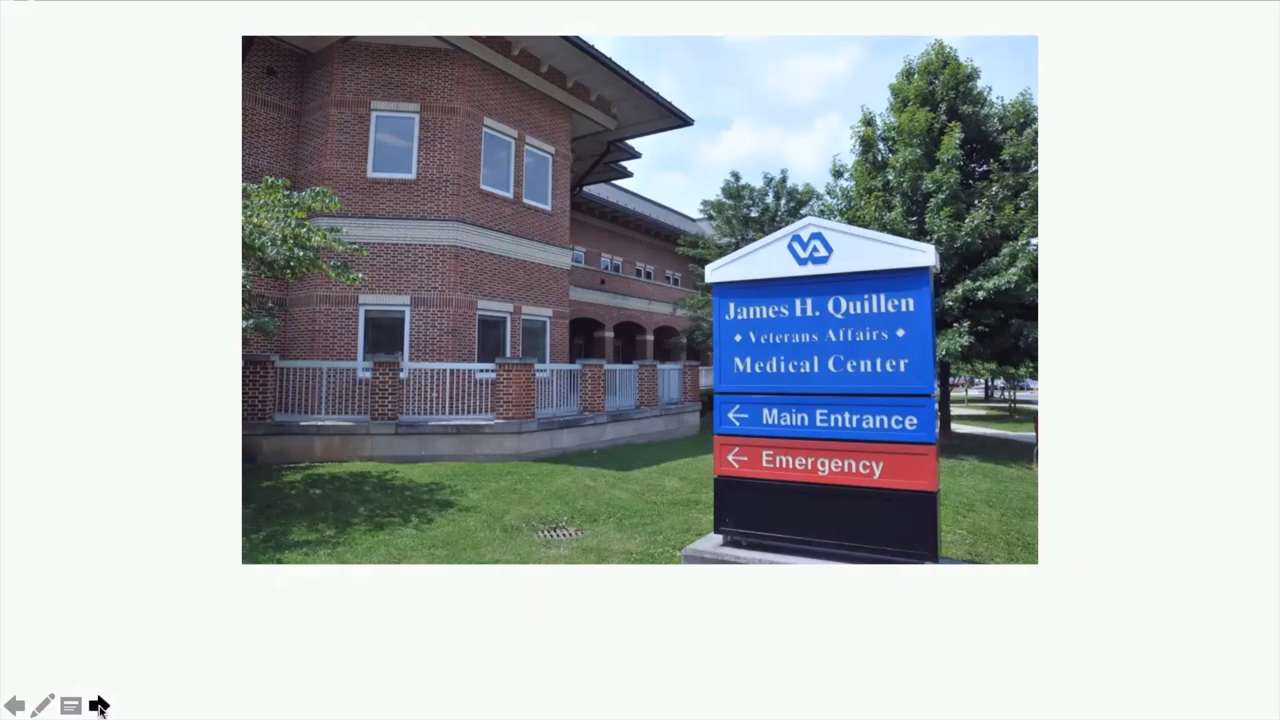 VA
James H. Quillen
Veterans Affairs
Medical Center
← Main Entrance
← Emergency